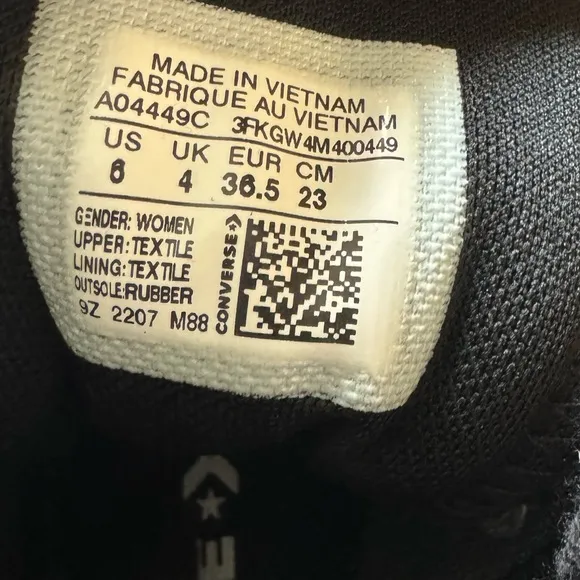 MADE IN VIETNAM
FABRIQUE AU VIETNAM
A04449C 3FKGW4M400449
US UK EUR CM
6 4 36.5 23
GENDER: WOMEN
UPPER: TEXTILE
LINING: TEXTILE
OUTSOLE:RUBBER
9Z 2207 M88
CONVERSE